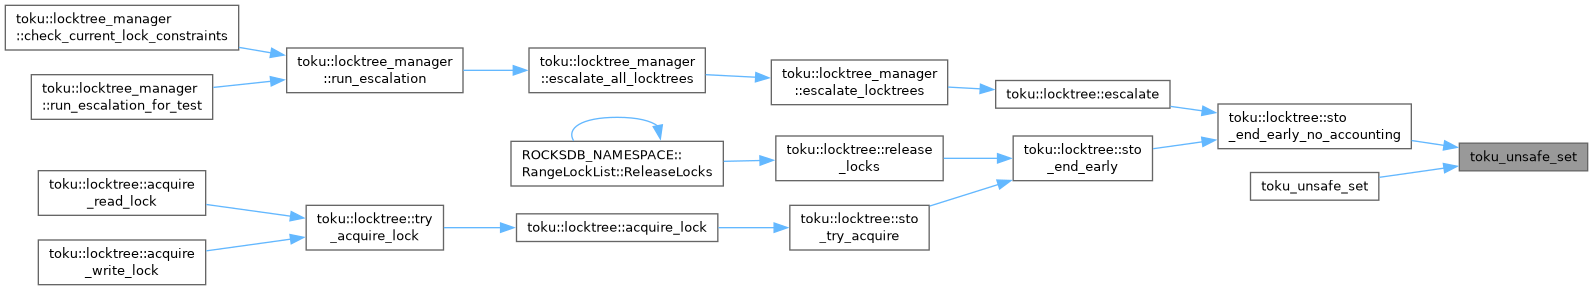 toku::locktree_manager
::check_current_lock_constraints
toku::locktree_manager
::run_escalation_for_test
toku::locktree_manager
::run_escalation
toku::locktree_manager
::escalate_all_locktrees
toku::locktree_manager
::escalate_locktrees
toku::locktree::escalate
toku::locktree::sto
_end_early_no_accounting
toku_unsafe_set
ROCKSDB_NAMESPACE::
RangeLockList::ReleaseLocks
toku::locktree::release
_locks
toku::locktree::sto
_end_early
toku_unsafe_set
toku::locktree::acquire
_read_lock
toku::locktree::acquire
_write_lock
toku::locktree::try
_acquire_lock
toku::locktree::acquire_lock
toku::locktree::sto
_try_acquire